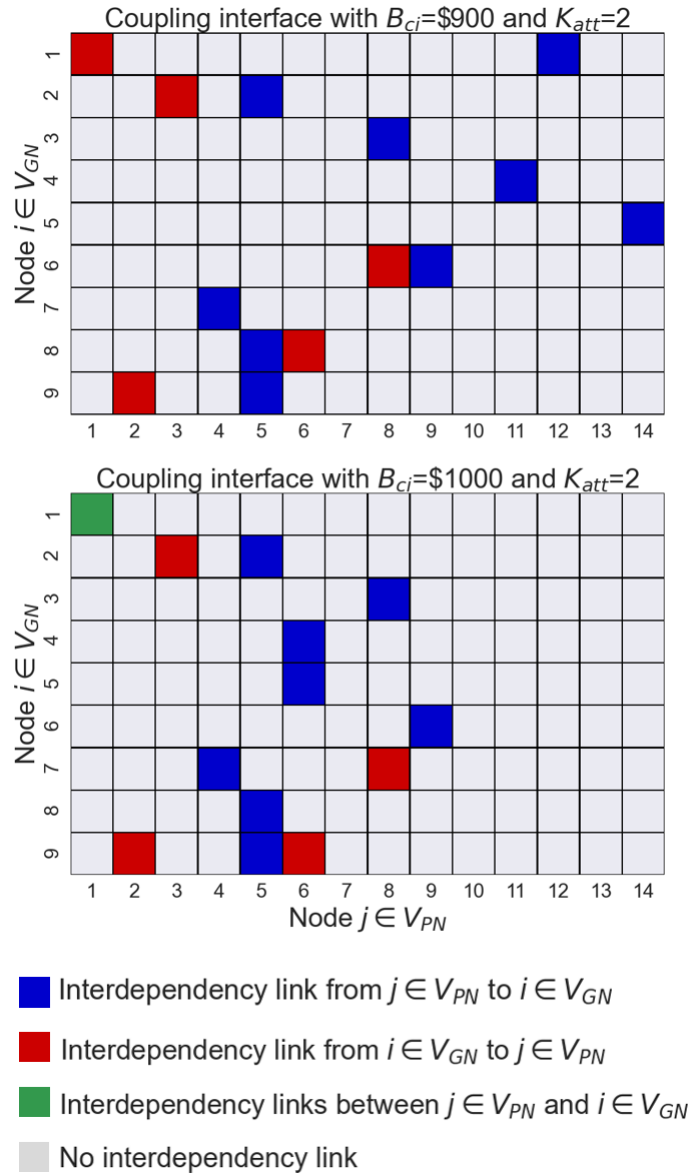 Coupling interface with B_ci=$900 and K_att=2
Node i ∈ V_GN
1
2
3
4
5
6
7
8
9
1 2 3 4 5 6 7 8 9 10 11 12 13 14
Coupling interface with B_ci=$1000 and K_att=2
Node i ∈ V_GN
1
2
3
4
5
6
7
8
9
1 2 3 4 5 6 7 8 9 10 11 12 13 14
Node j ∈ V_PN
Interdependency link from j ∈ V_PN to i ∈ V_GN
Interdependency link from i ∈ V_GN to j ∈ V_PN
Interdependency links between j ∈ V_PN and i ∈ V_GN
No interdependency link